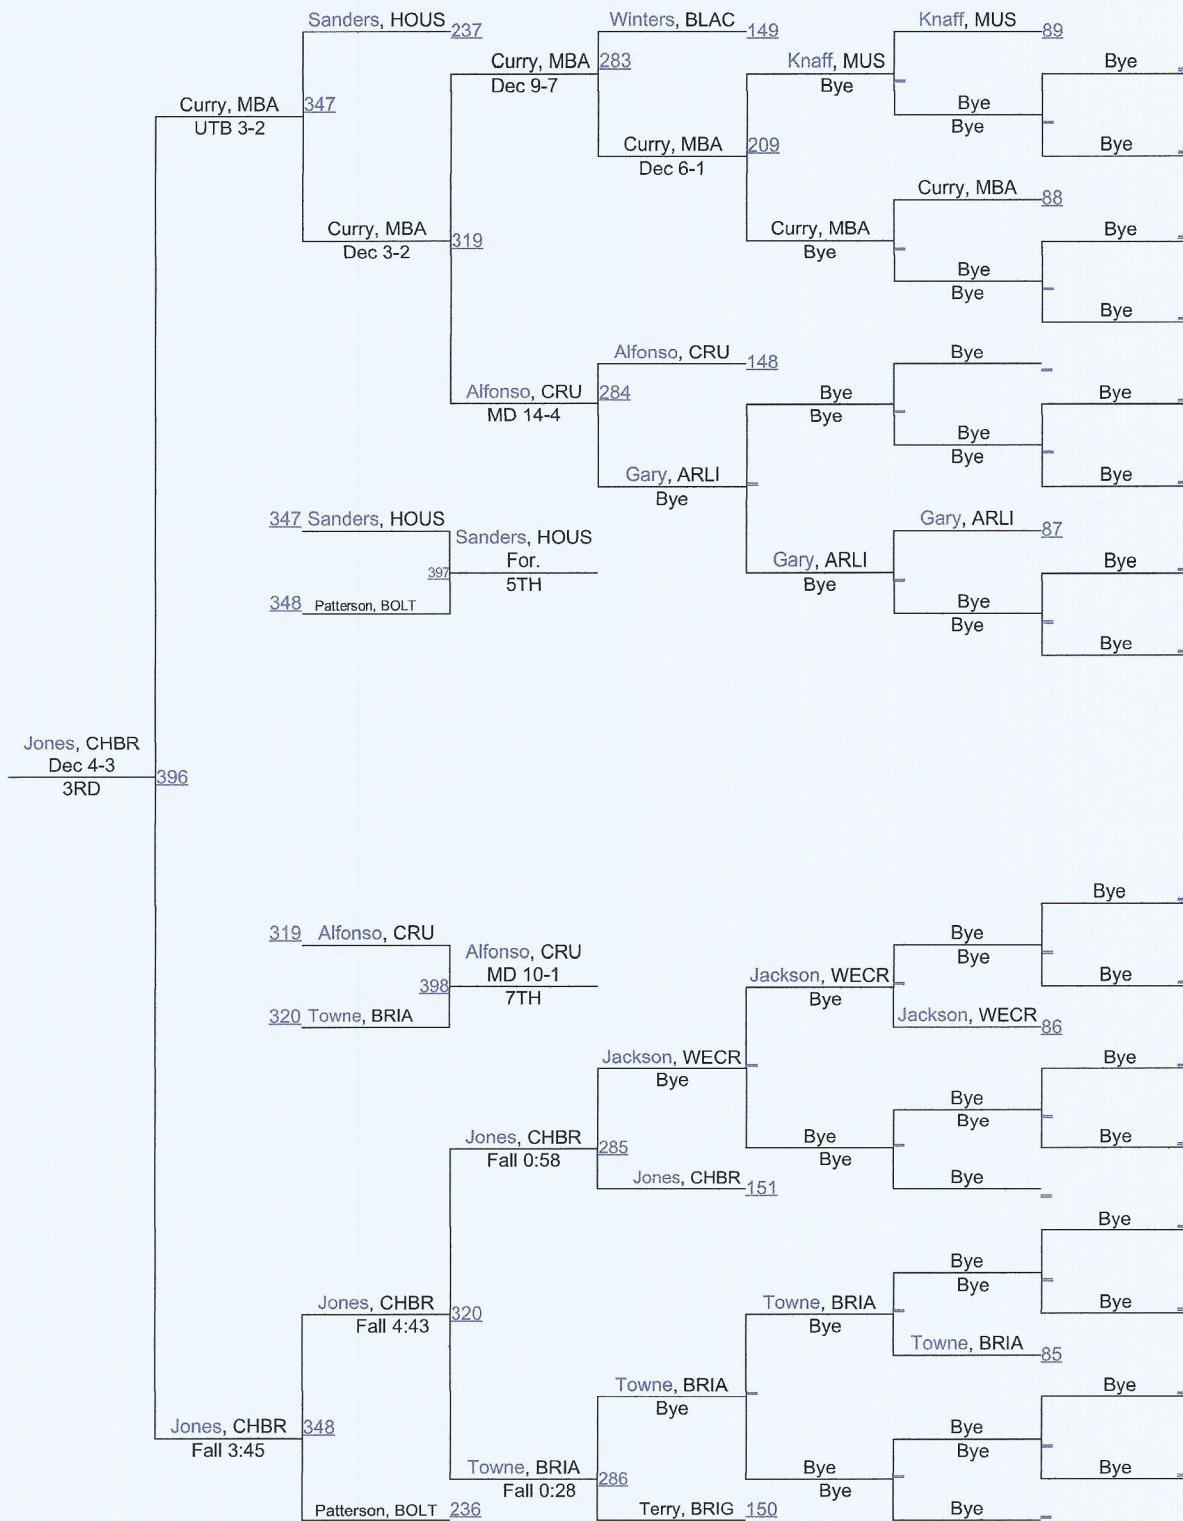 Sanders, HOUS 237
Winters, BLAC 149
Knaff, MUS 89
Curry, MBA 283
Dec 9-7
Knaff, MUS
Bye
Bye
Curry, MBA 347
UTB 3-2
Bye
Bye
Curry, MBA 209
Dec 6-1
Bye
Curry, MBA 88
Curry, MBA 319
Dec 3-2
Curry, MBA
Bye
Bye
Bye
Bye
Bye
Alfonso, CRU 148
Bye
Alfonso, CRU 284
MD 14-4
Bye
Bye
Bye
Bye
Bye
Gary, ARLI
Bye
Bye
347 Sanders, HOUS
Gary, ARLI 87
Sanders, HOUS
For.
397
5TH
Gary, ARLI
Bye
Bye
348 Patterson, BOLT
Bye
Bye
Bye
Jones, CHBR
Dec 4-3
396
3RD
Bye
319 Alfonso, CRU
Bye
Bye
Alfonso, CRU
MD 10-1
398
7TH
Jackson, WECR
Bye
Bye
320 Towne, BRIA
Jackson, WECR 86
Jackson, WECR
Bye
Bye
Bye
Bye
Jones, CHBR 285
Fall 0:58
Bye
Bye
Bye
Jones, CHBR 151
Bye
Bye
Bye
Bye
Jones, CHBR 320
Fall 4:43
Towne, BRIA
Bye
Bye
Towne, BRIA 85
Towne, BRIA
Bye
Bye
Jones, CHBR 348
Fall 3:45
Bye
Bye
Towne, BRIA 286
Fall 0:28
Bye
Bye
Bye
Patterson, BOLT 236
Terry, BRIG 150
Bye